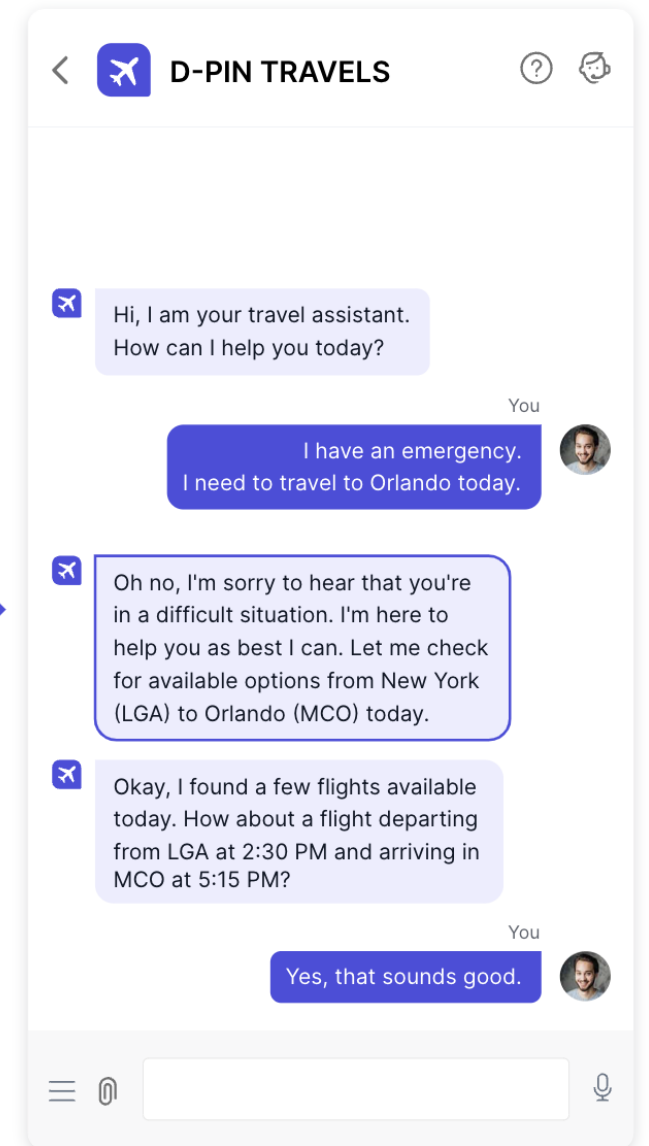 D-PIN TRAVELS
?
Hi, I am your travel assistant.
How can I help you today?
You
I have an emergency.
I need to travel to Orlando today.
Oh no, I'm sorry to hear that you're
in a difficult situation. I'm here to
help you as best I can. Let me check
for available options from New York
(LGA) to Orlando (MCO) today.
Okay, I found a few flights available
today. How about a flight departing
from LGA at 2:30 PM and arriving in
MCO at 5:15 PM?
You
Yes, that sounds good.